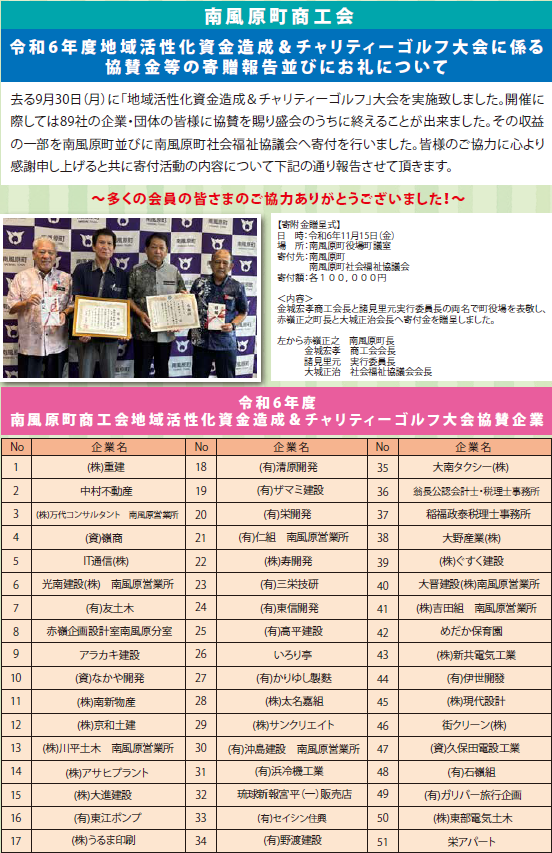 南風原町商工会
令和6年度地域活性化資金造成＆チャリティーゴルフ大会に係る
協賛金等の寄贈報告並びにお礼について
去る9月30日（月）に「地域活性化資金造成＆チャリティーゴルフ」大会を実施致しました。開催に
際しては89社の企業・団体の皆様に協賛を賜り盛会のうちに終えることが出来ました。その収益
の一部を南風原町並びに南風原町社会福祉協議会へ寄付を行いました。皆様のご協力に心より
感謝申し上げると共に寄付活動の内容について下記の通り報告させて頂きます。
～多くの会員の皆さまのご協力ありがとうございました！～
【寄附金贈呈式】
日　時：令和6年11月15日（金）
場　所：南風原町役場町議室
寄付先：南風原町
南風原町社会福祉協議会
寄付額：各１００，０００円
＜内容＞
金城宏孝商工会長と諸見里元実行委員長の両名で町役場を表敬し、
赤嶺正之町長と大城正治会長へ寄付金を贈呈しました。
左から赤嶺正之　南風原町長
金城宏孝　商工会会長
諸見里元　実行委員長
大城正治　社会福祉協議会会長
令和6年度
南風原町商工会地域活性化資金造成＆チャリティーゴルフ大会協賛企業
No 企業名 No 企業名 No 企業名
1 (株)重建 18 (有)清原開発 35 大南タクシー(株)
2 中村不動産 19 (有)ザマミ建設 36 翁長公認会計士・税理士事務所
3 (株)万代コンサルタント　南風原営業所 20 (有)栄開発 37 稲福政泰税理士事務所
4 (資)嶺商 21 (有)仁組　南風原営業所 38 大野産業(株)
5 IT通信(株) 22 (株)寿開発 39 (株)ぐすく建設
6 光南建設(株)　南風原営業所 23 (有)三栄技研 40 大晋建設(株)南風原営業所
7 (有)友土木 24 (有)東信開発 41 (株)吉田組　南風原営業所
8 赤嶺企画設計室南風原分室 25 (有)高平建設 42 めだか保育園
9 アラカキ建設 26 いろり亭 43 (株)新共電気工業
10 (資)なかや開発 27 (有)かりゆし製麩 44 (有)伊世開発
11 (株)南新物産 28 (株)太名嘉組 45 (株)現代設計
12 (株)京和土建 29 (株)サンクリエイト 46 街クリーン(株)
13 (株)川平土木　南風原営業所 30 (有)沖島建設　南風原営業所 47 (資)久保田電設工業
14 (株)アサヒプラント 31 (有)浜冷機工業 48 (有)石嶺組
15 (株)大進建設 32 琉球新報宮平（一）販売店 49 (有)ガリバー旅行企画
16 (有)東江ポンプ 33 (有)セイシン住興 50 (株)東部電気土木
17 (株)うるま印刷 34 (有)野渡建設 51 栄アパート